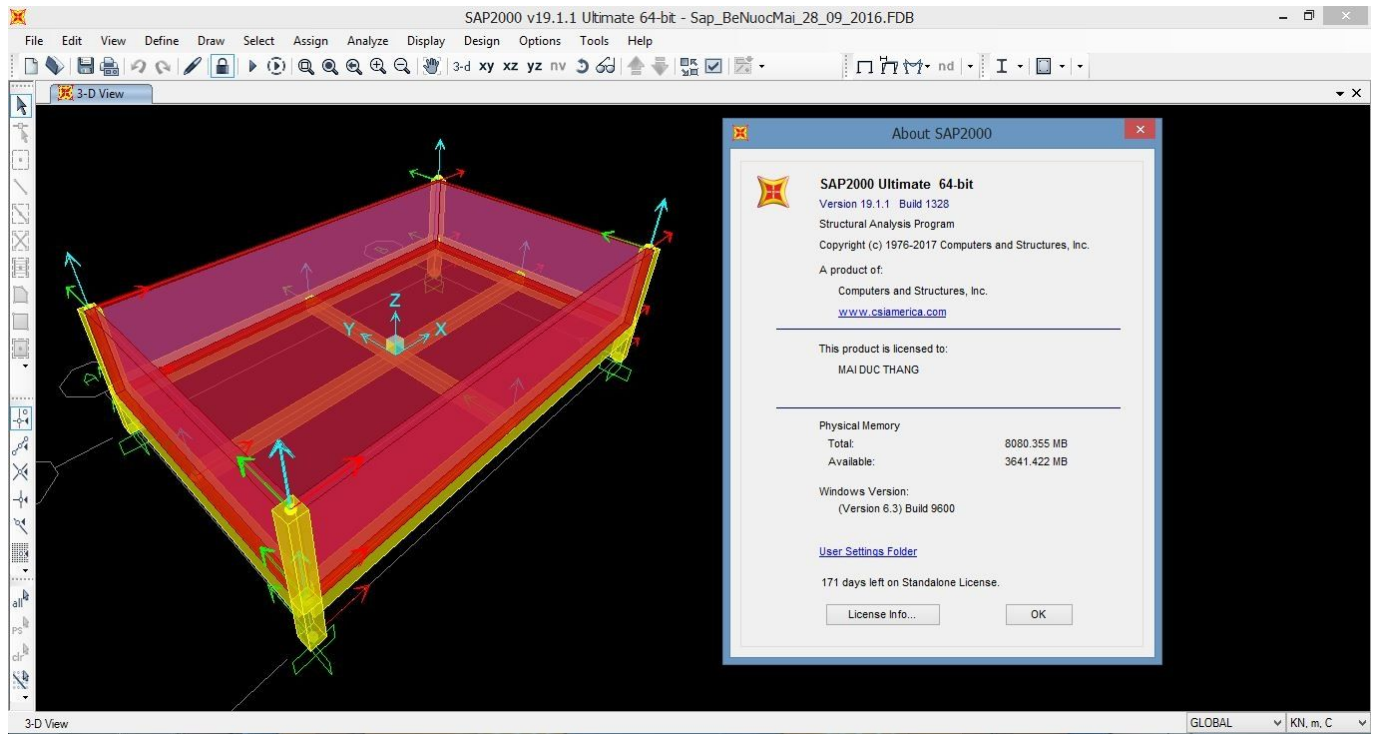 SAP2000 v19.1.1 Ultimate 64-bit - Sap_BeNuocMai_28_09_2016.FDB
File Edit View Define Draw Select Assign Analyze Display Design Options Tools Help
3-d xy xz yz nv nd
3-D View
About SAP2000
SAP2000 Ultimate 64-bit
Version 19.1.1 Build 1328
Structural Analysis Program
Copyright (c) 1976-2017 Computers and Structures, Inc.
A product of:
Computers and Structures, Inc.
www.csiamerica.com
This product is licensed to:
MAI DUC THANG
Physical Memory
Total: 8080.355 MB
Available: 3641.422 MB
Windows Version:
(Version 6.3) Build 9600
User Settings Folder
171 days left on Standalone License.
License Info... OK
Z
Y X
A
all
PS
clr
3-D View GLOBAL KN, m, C